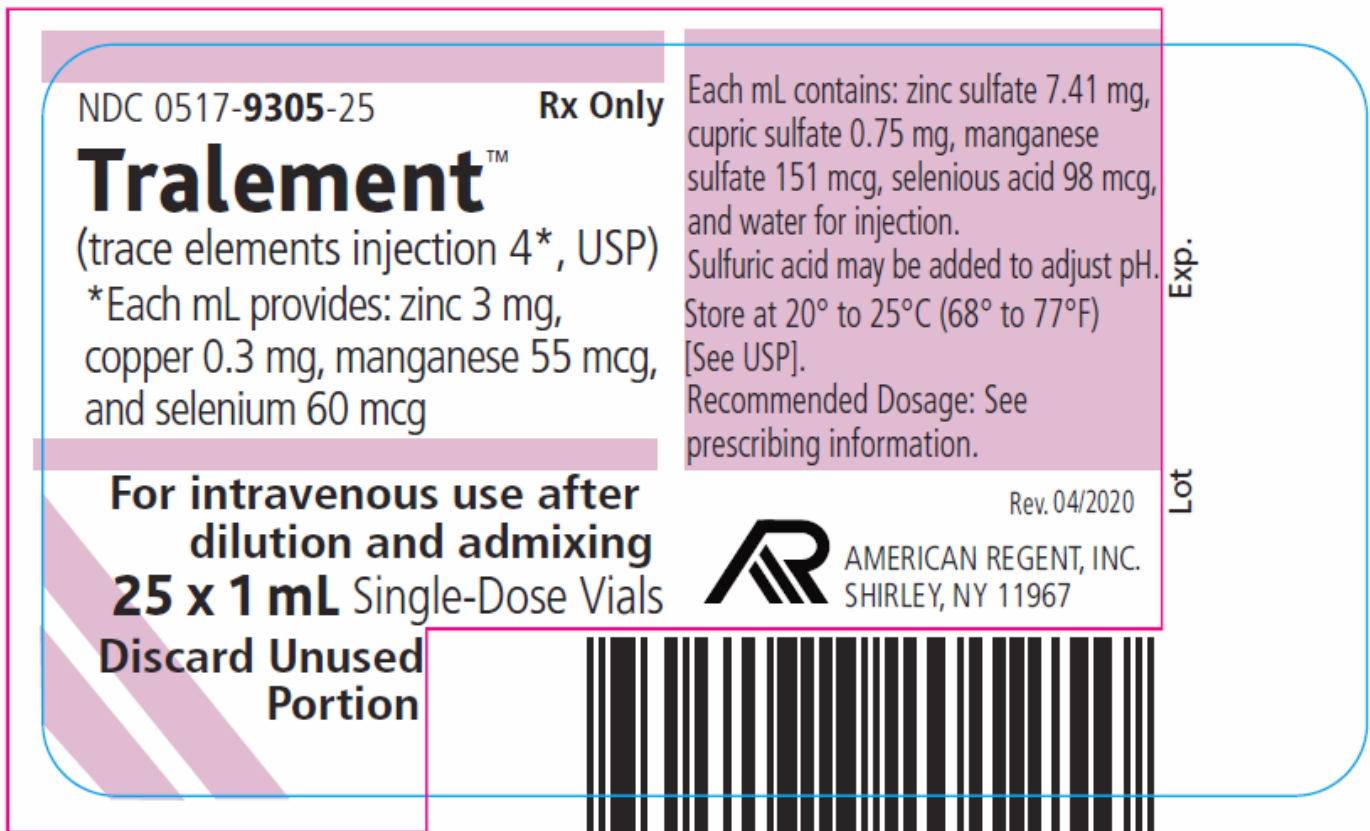 NDC 0517-9305-25 Rx Only
Tralement™
(trace elements injection 4*, USP)
*Each mL provides: zinc 3 mg,
copper 0.3 mg, manganese 55 mcg,
and selenium 60 mcg
For intravenous use after
dilution and admixing
25 x 1 mL Single-Dose Vials
Discard Unused
Portion
Each mL contains: zinc sulfate 7.41 mg,
cupric sulfate 0.75 mg, manganese
sulfate 151 mcg, selenious acid 98 mcg,
and water for injection.
Sulfuric acid may be added to adjust pH.
Store at 20° to 25°C (68° to 77°F)
[See USP].
Recommended Dosage: See
prescribing information.
Rev. 04/2020
AMERICAN REGENT, INC.
SHIRLEY, NY 11967
Exp.
Lot